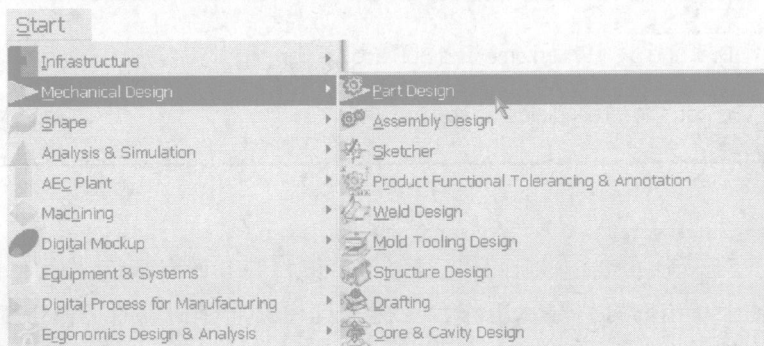 Start
Infrastructure
Mechanical Design
Shape
Analysis & Simulation
AEC Plant
Machining
Digital Mockup
Equipment & Systems
Digital Process for Manufacturing
Ergonomics Design & Analysis
Part Design
Assembly Design
Sketcher
Product Functional Tolerancing & Annotation
Weld Design
Mold Tooling Design
Structure Design
Drafting
Core & Cavity Design